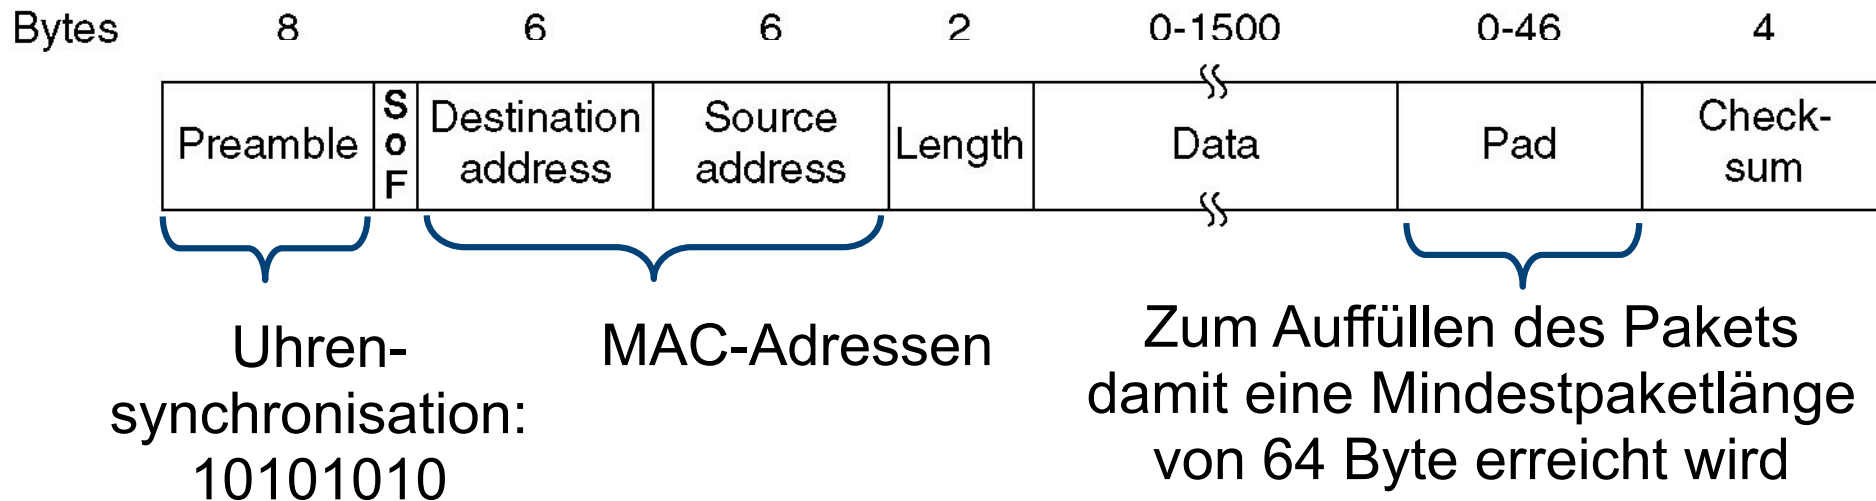 Bytes 8 6 6 2 0-1500 0-46 4
Preamble SoF Destination address Source address Length Data Pad Check-sum
Uhren-
synchronisation:
10101010
MAC-Adressen
Zum Auffüllen des Pakets
damit eine Mindestpaketlänge
von 64 Byte erreicht wird